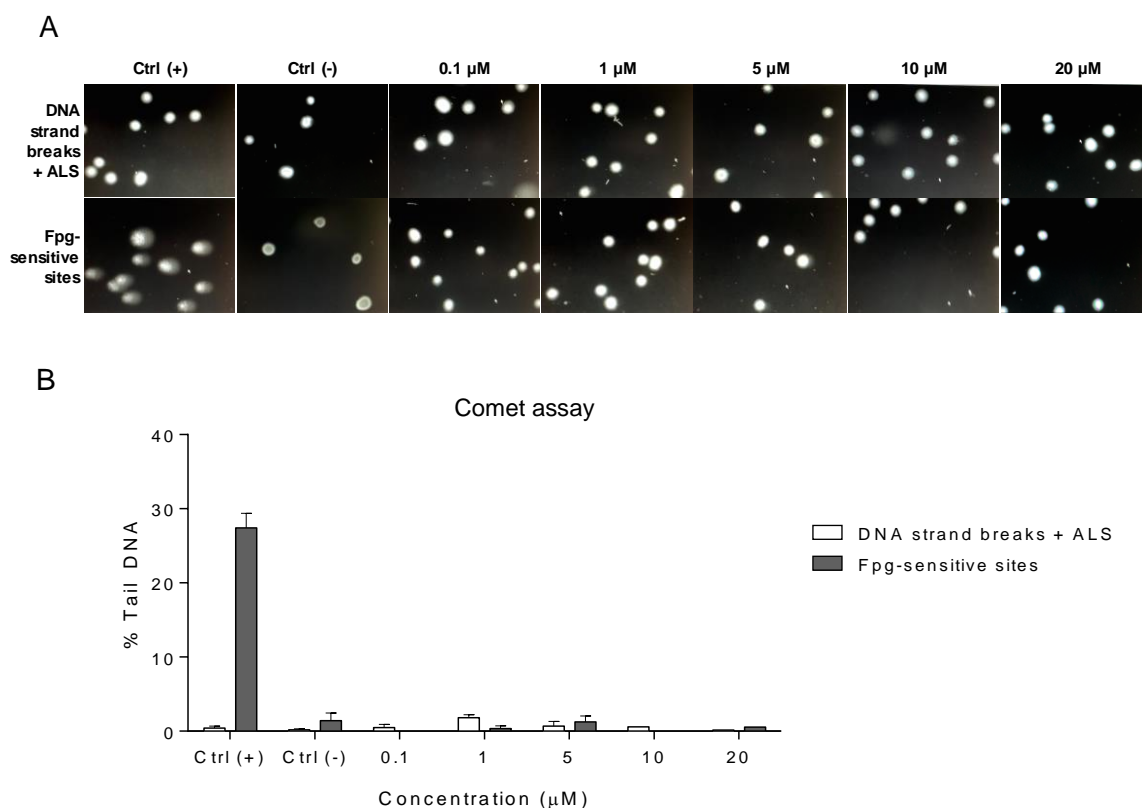 A
Ctrl (+) Ctrl (-) 0.1 µM 1 µM 5 µM 10 µM 20 µM
DNA
strand
breaks
+ ALS
Fpg-
sensitive
sites
B
Comet assay
40
30
20
10
0
% Tail DNA
Ctrl (+) Ctrl (-) 0.1 1 5 10 20
Concentration (µM)
DNA strand breaks + ALS
Fpg-sensitive sites